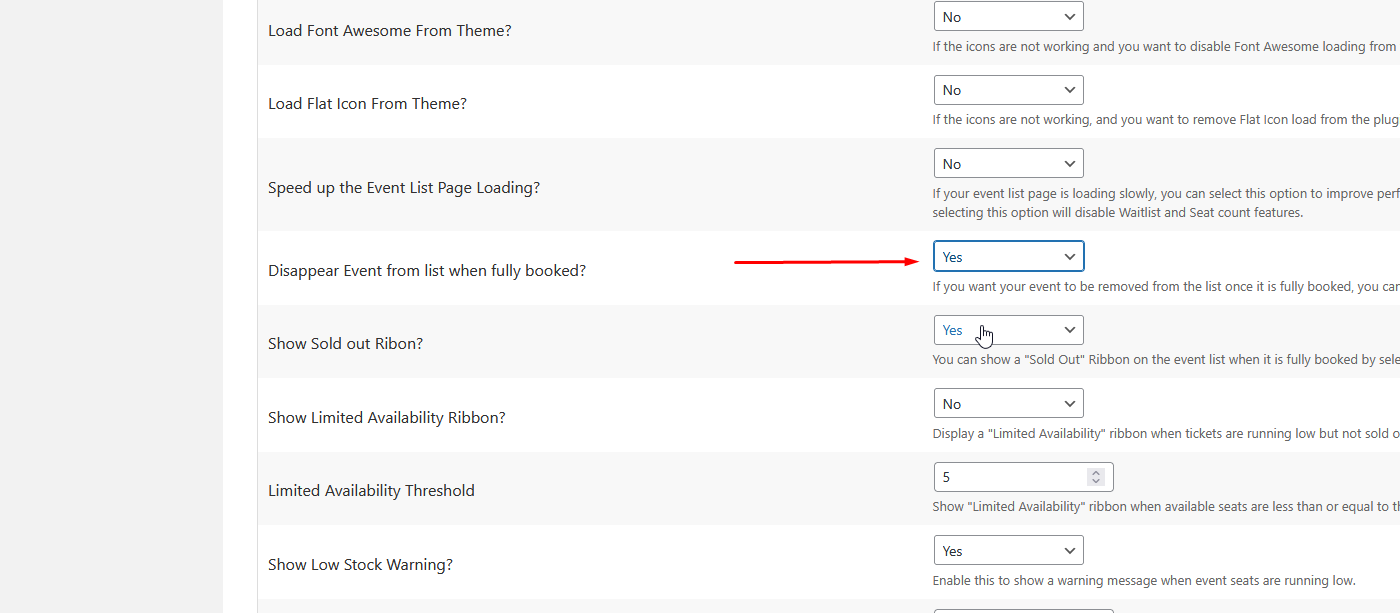 Load Font Awesome From Theme?
No
If the icons are not working and you want to disable Font Awesome loading from
Load Flat Icon From Theme?
No
If the icons are not working, and you want to remove Flat Icon load from the plug
Speed up the Event List Page Loading?
No
If your event list page is loading slowly, you can select this option to improve perf
selecting this option will disable Waitlist and Seat count features.
Disappear Event from list when fully booked?
Yes
If you want your event to be removed from the list once it is fully booked, you can
Show Sold out Ribon?
Yes
You can show a "Sold Out" Ribbon on the event list when it is fully booked by sele
Show Limited Availability Ribbon?
No
Display a "Limited Availability" ribbon when tickets are running low but not sold o
Limited Availability Threshold
5
Show "Limited Availability" ribbon when available seats are less than or equal to th
Show Low Stock Warning?
Yes
Enable this to show a warning message when event seats are running low.